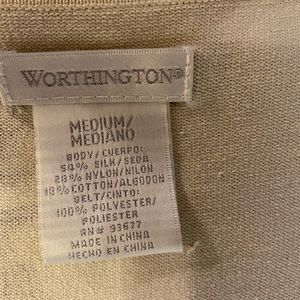 WORTHINGTON®
MEDIUM/
MEDIANO
BODY/CUERPO:
54% SILK/SEDA
28% NYLON/NILON
18% COTTON/ALGODON
BELT/CINTO:
100% POLYESTER/
POLIESTER
RN# 93677
MADE IN CHINA
HECHO EN CHINA